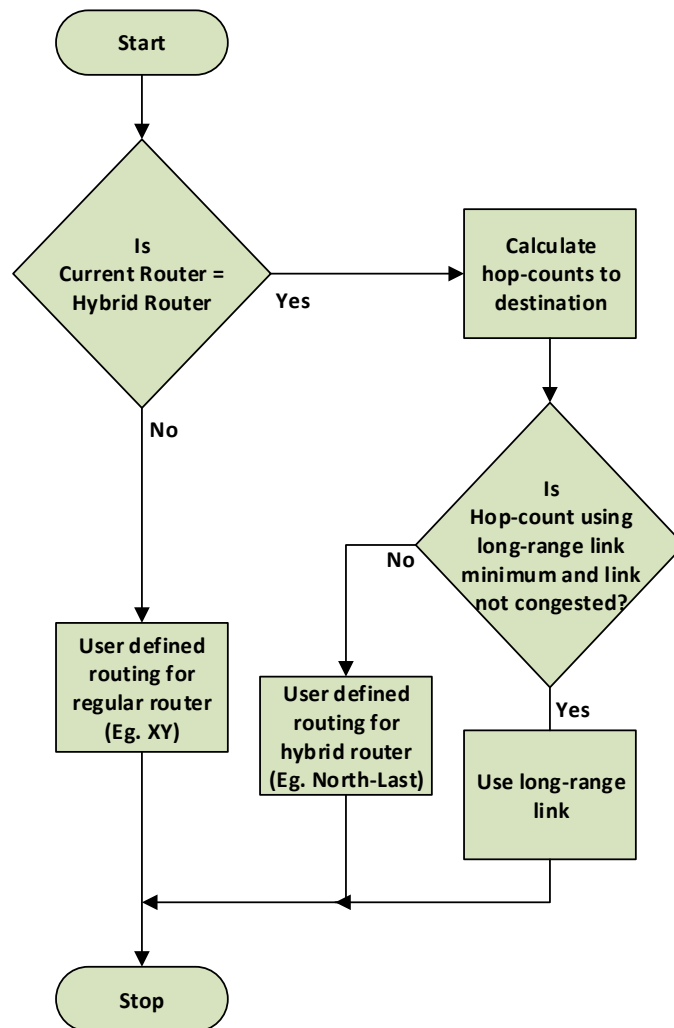 Start
Is
Current Router =
Hybrid Router
Yes
No
Calculate
hop-counts to
destination
Is
Hop-count using
long-range link
minimum and link
not congested?
No
Yes
User defined
routing for
regular router
(Eg. XY)
User defined
routing for
hybrid router
(Eg. North-Last)
Use long-range
link
Stop